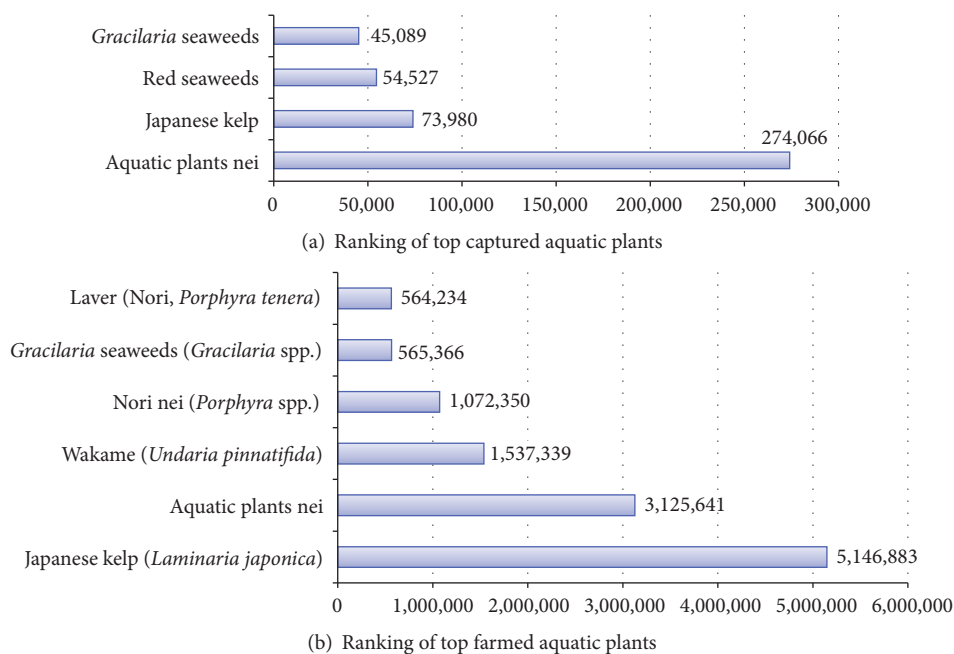 Gracilaria seaweeds 45,089
Red seaweeds 54,527
Japanese kelp 73,980
Aquatic plants nei 274,066
0 50,000 100,000 150,000 200,000 250,000 300,000
(a) Ranking of top captured aquatic plants
Laver (Nori, Porphyra tenera) 564,234
Gracilaria seaweeds (Gracilaria spp.) 565,366
Nori nei (Porphyra spp.) 1,072,350
Wakame (Undaria pinnatifida) 1,537,339
Aquatic plants nei 3,125,641
Japanese kelp (Laminaria japonica) 5,146,883
0 1,000,000 2,000,000 3,000,000 4,000,000 5,000,000 6,000,000
(b) Ranking of top farmed aquatic plants